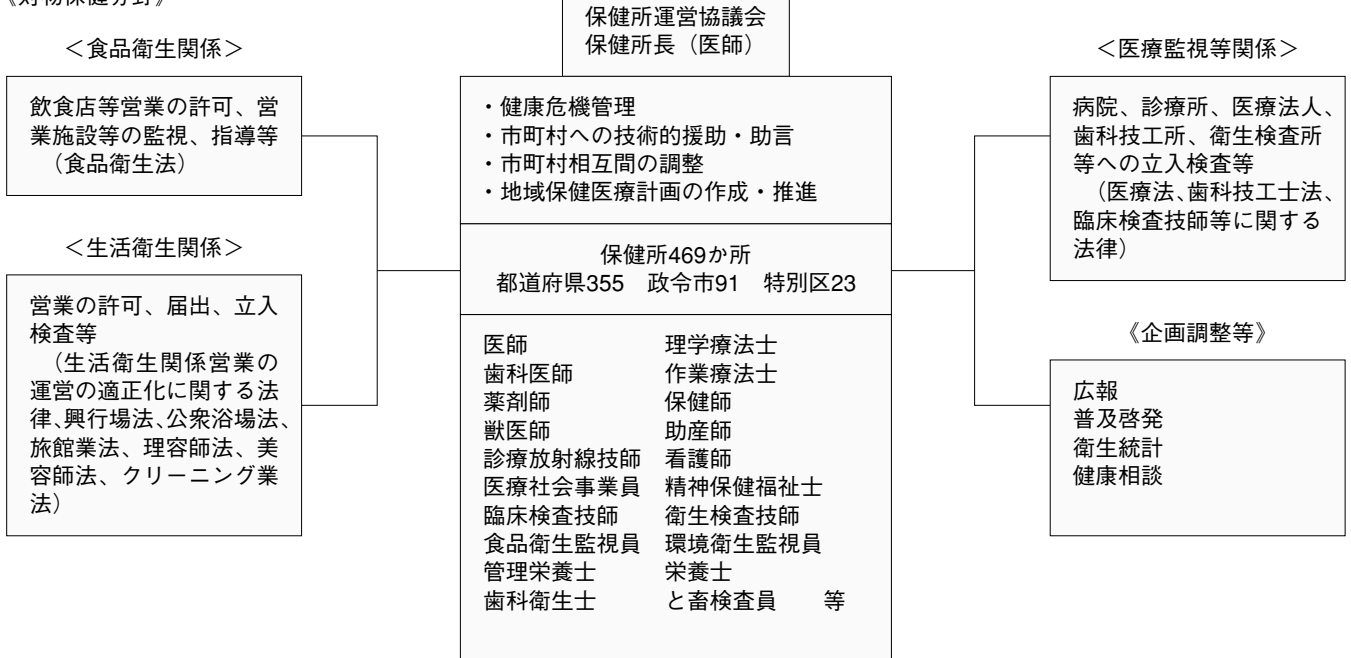 《対物保健分野》
＜食品衛生関係＞
飲食店等営業の許可、営
業施設等の監視、指導等
（食品衛生法）
＜生活衛生関係＞
営業の許可、届出、立入
検査等
（生活衛生関係営業の
運営の適正化に関する法
律、興行場法、公衆浴場法、
旅館業法、理容師法、美
容師法、クリーニング業
法）
保健所運営協議会
保健所長（医師）
・健康危機管理
・市町村への技術的援助・助言
・市町村相互間の調整
・地域保健医療計画の作成・推進
保健所469か所
都道府県355　政令市91　特別区23
医師　理学療法士
歯科医師　作業療法士
薬剤師　保健師
獣医師　助産師
診療放射線技師　看護師
医療社会事業員　精神保健福祉士
臨床検査技師　衛生検査技師
食品衛生監視員　環境衛生監視員
管理栄養士　栄養士
歯科衛生士　と畜検査員　等
＜医療監視等関係＞
病院、診療所、医療法人、
歯科技工所、衛生検査所
等への立入検査等
（医療法、歯科技工士法、
臨床検査技師等に関する
法律）
《企画調整等》
広報
普及啓発
衛生統計
健康相談